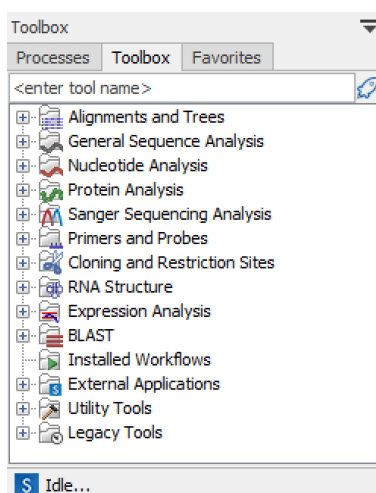 Toolbox
Processes Toolbox Favorites
<enter tool name>
Alignments and Trees
General Sequence Analysis
Nucleotide Analysis
Protein Analysis
Sanger Sequencing Analysis
Primers and Probes
Cloning and Restriction Sites
RNA Structure
Expression Analysis
BLAST
Installed Workflows
External Applications
Utility Tools
Legacy Tools
S Idle...